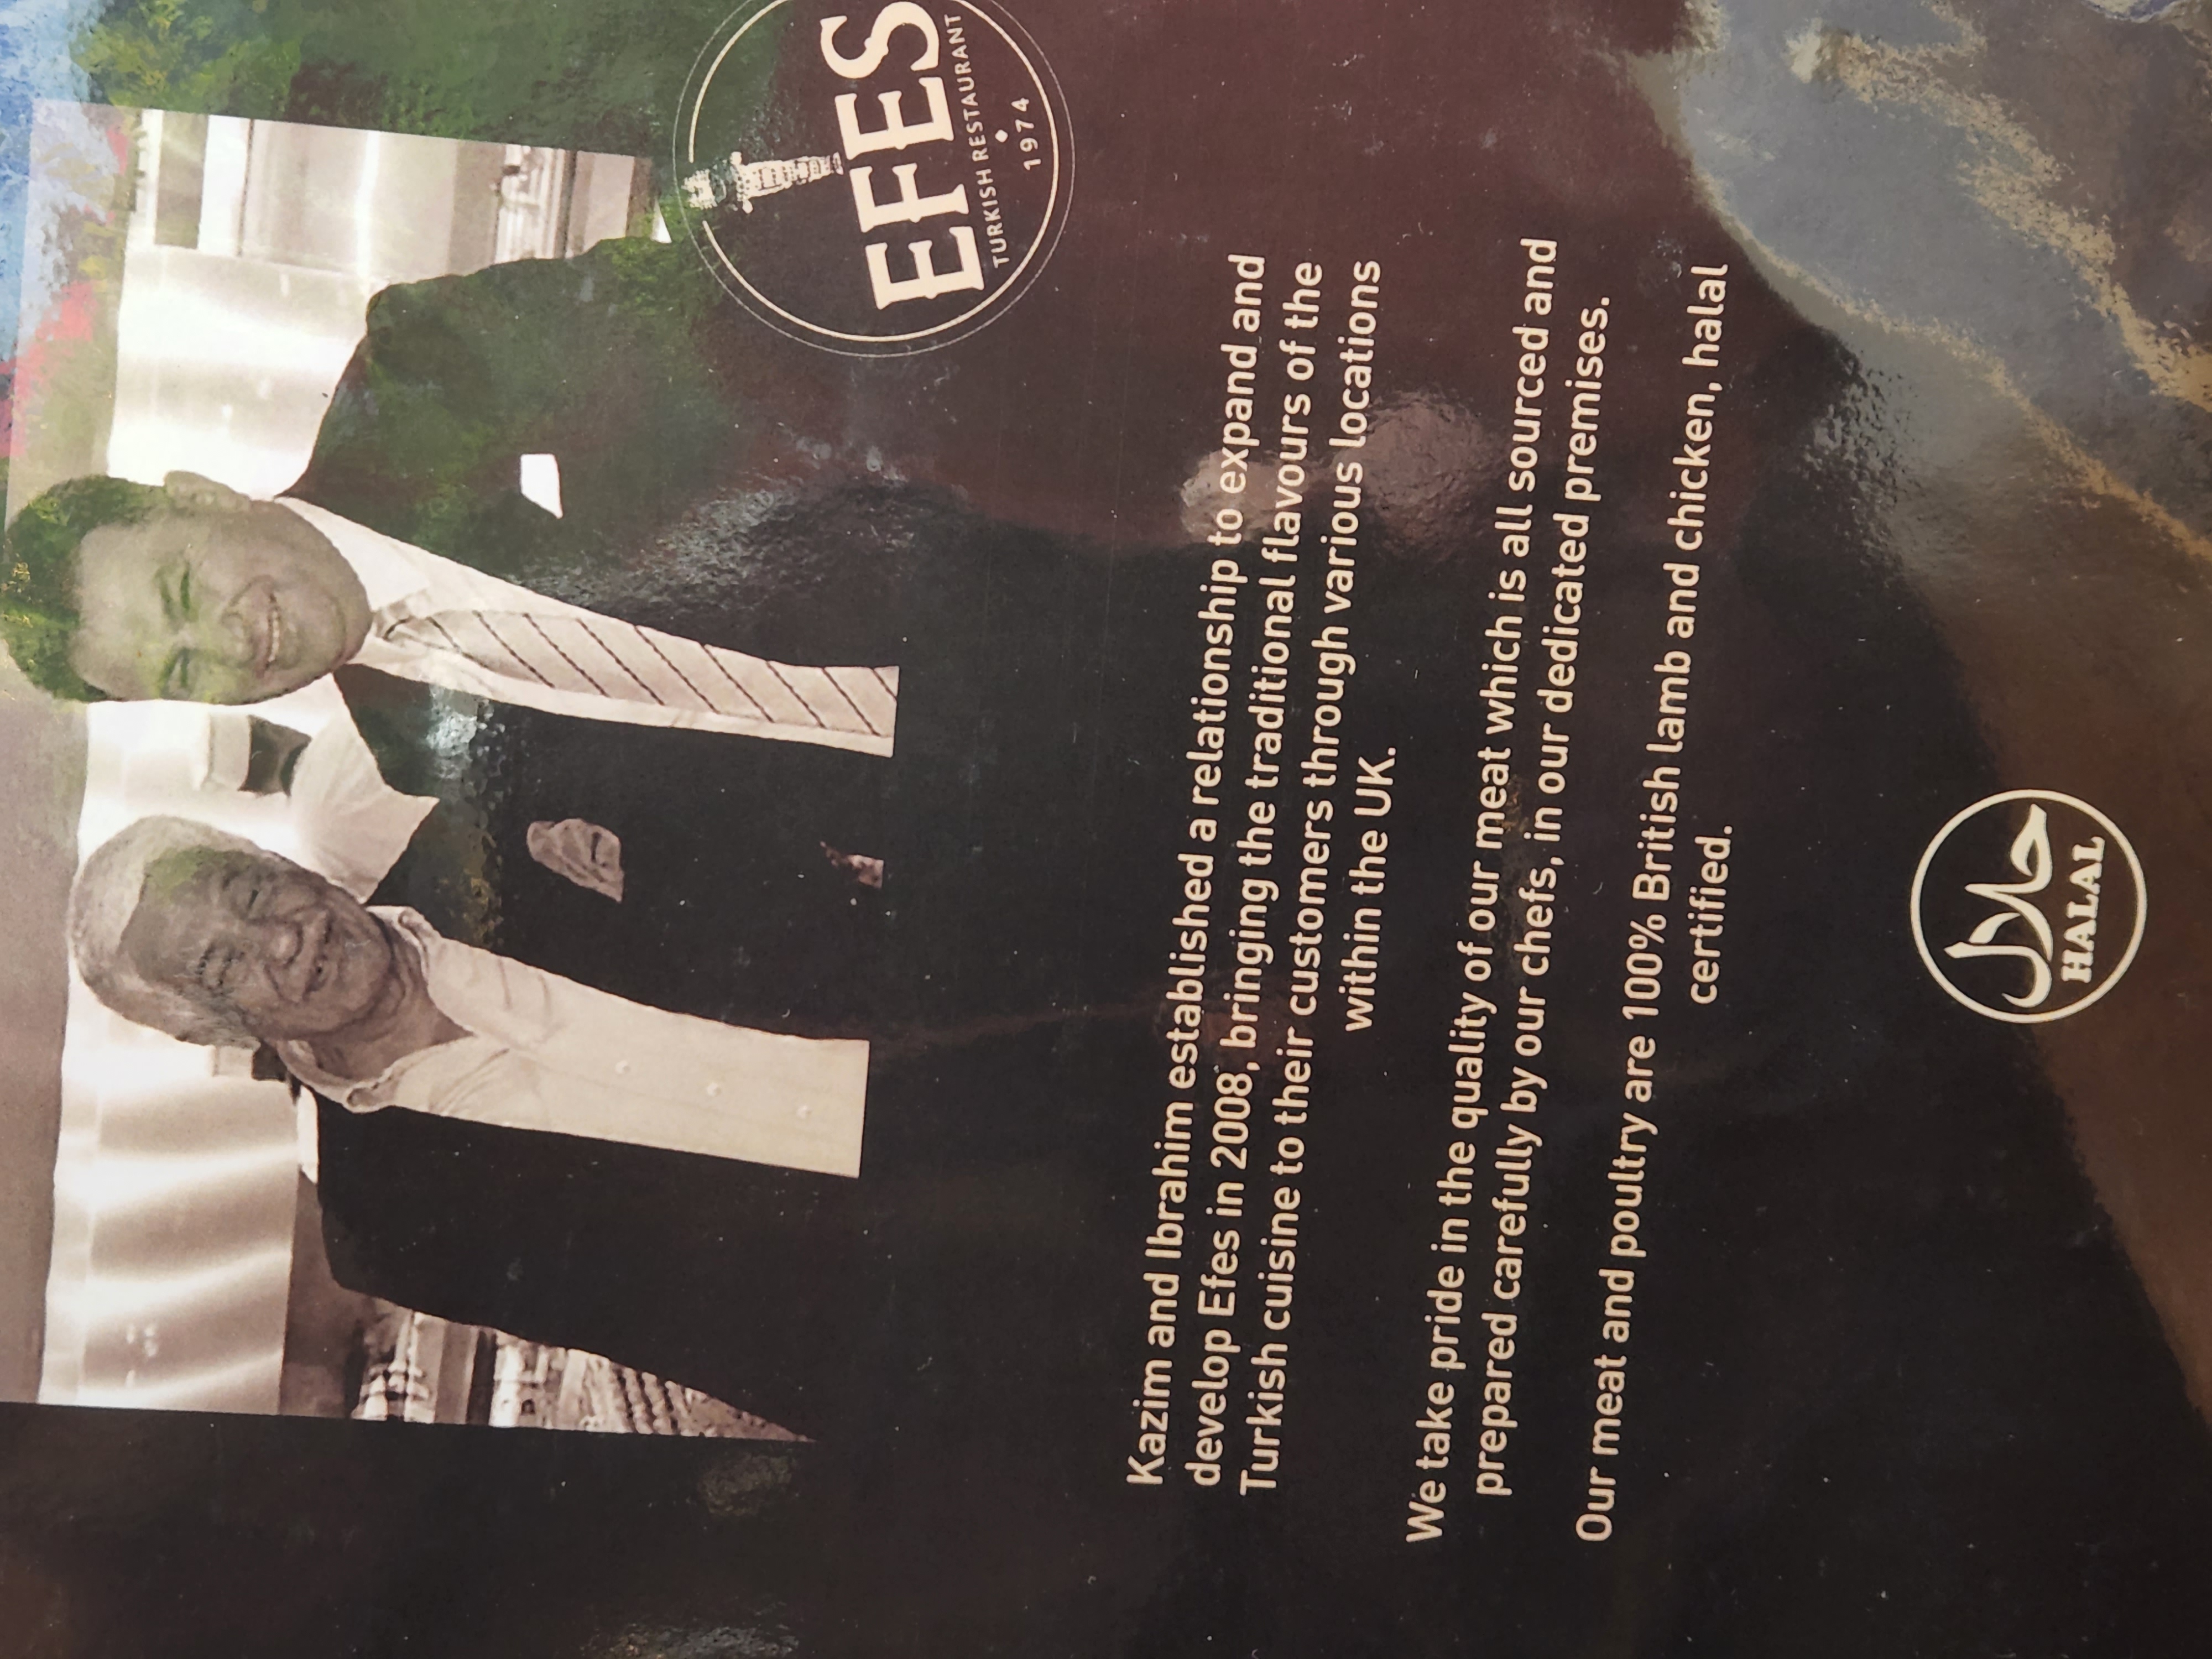 EFES
TURKISH RESTAURANT
1974
Kazim and Ibrahim established a relationship to expand and
develop Efes in 2008, bringing the traditional flavours of the
Turkish cuisine to their customers through various locations
within the UK.
We take pride in the quality of our meat which is all sourced and
prepared carefully by our chefs, in our dedicated premises.
Our meat and poultry are 100% British lamb and chicken, halal
certified.
حلال
HALAL